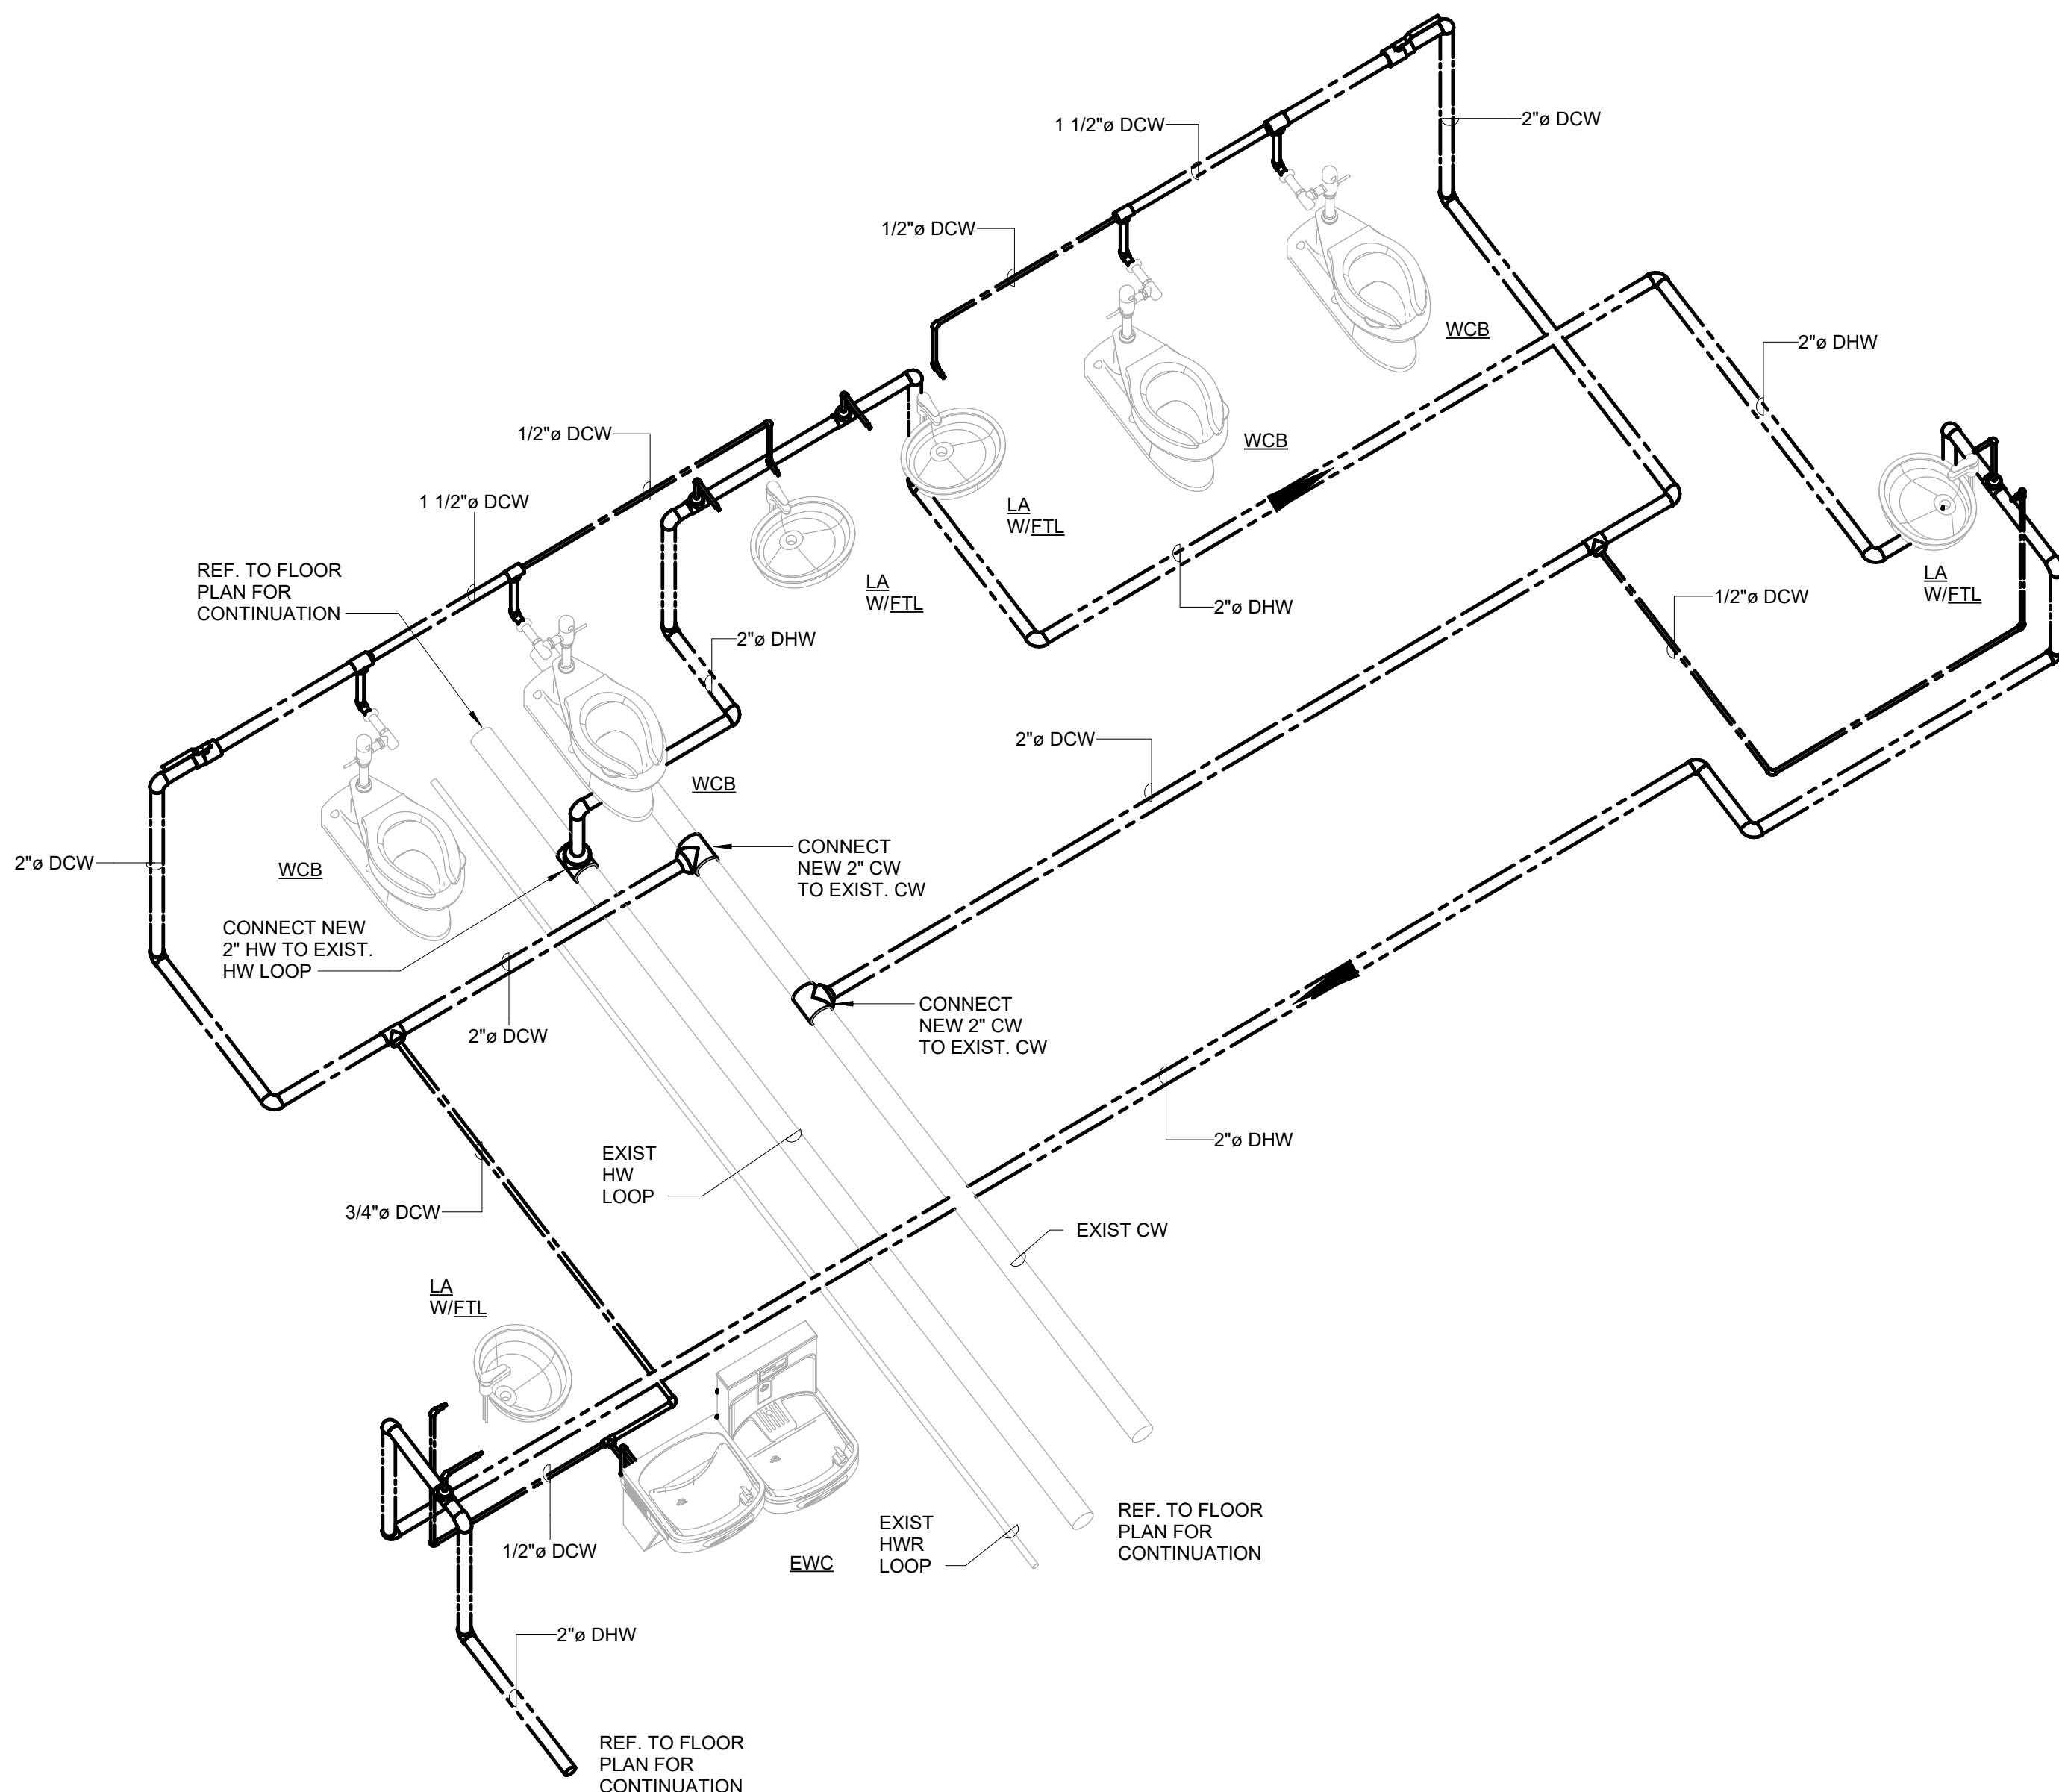 1 1/2"ø DCW
2"ø DCW
1/2"ø DCW
WCB
2"ø DHW
1/2"ø DCW
WCB
1 1/2"ø DCW
LA
W/FTL
REF. TO FLOOR
PLAN FOR
CONTINUATION
LA
W/FTL
LA
W/FTL
2"ø DHW
1/2"ø DCW
2"ø DHW
2"ø DCW
WCB
2"ø DCW
WCB
CONNECT
NEW 2" CW
TO EXIST. CW
CONNECT NEW
2" HW TO EXIST.
HW LOOP
CONNECT
NEW 2" CW
TO EXIST. CW
2"ø DCW
2"ø DHW
EXIST
HW
LOOP
3/4"ø DCW
EXIST CW
LA
W/FTL
REF. TO FLOOR
PLAN FOR
CONTINUATION
EXIST
HWR
LOOP
1/2"ø DCW
EWC
2"ø DHW
REF. TO FLOOR
PLAN FOR
CONTINUATION